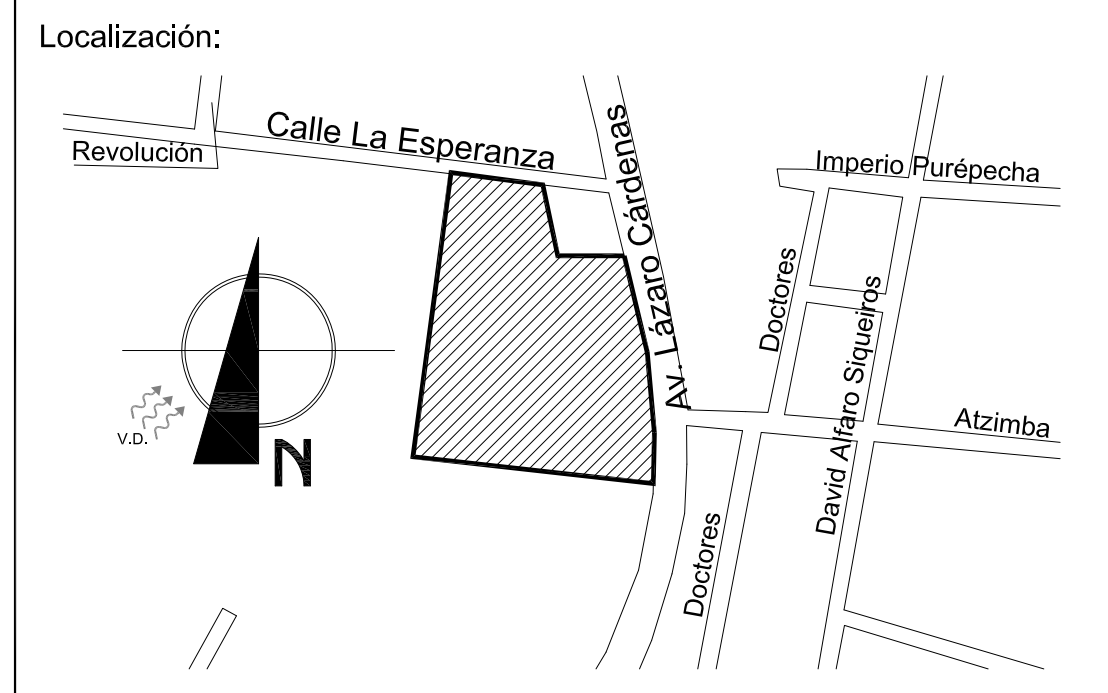 Localización:
Calle La Esperanza
Revolución
Av. Lázaro Cárdenas
Imperio Purépecha
Doctores
David Alfaro Siqueiros
Atzimba
V.D.
N
Doctores